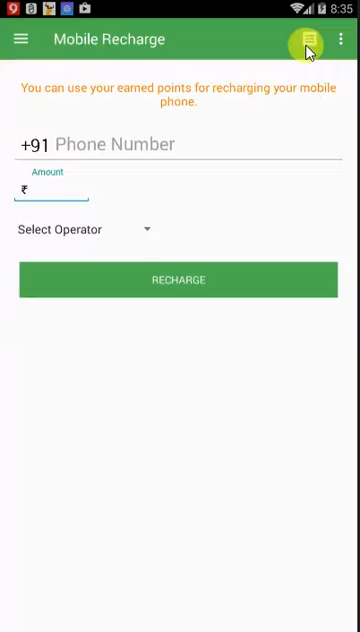 8:35
Mobile Recharge
You can use your earned points for recharging your mobile
phone.
+91 Phone Number
Amount
₹
Select Operator
RECHARGE